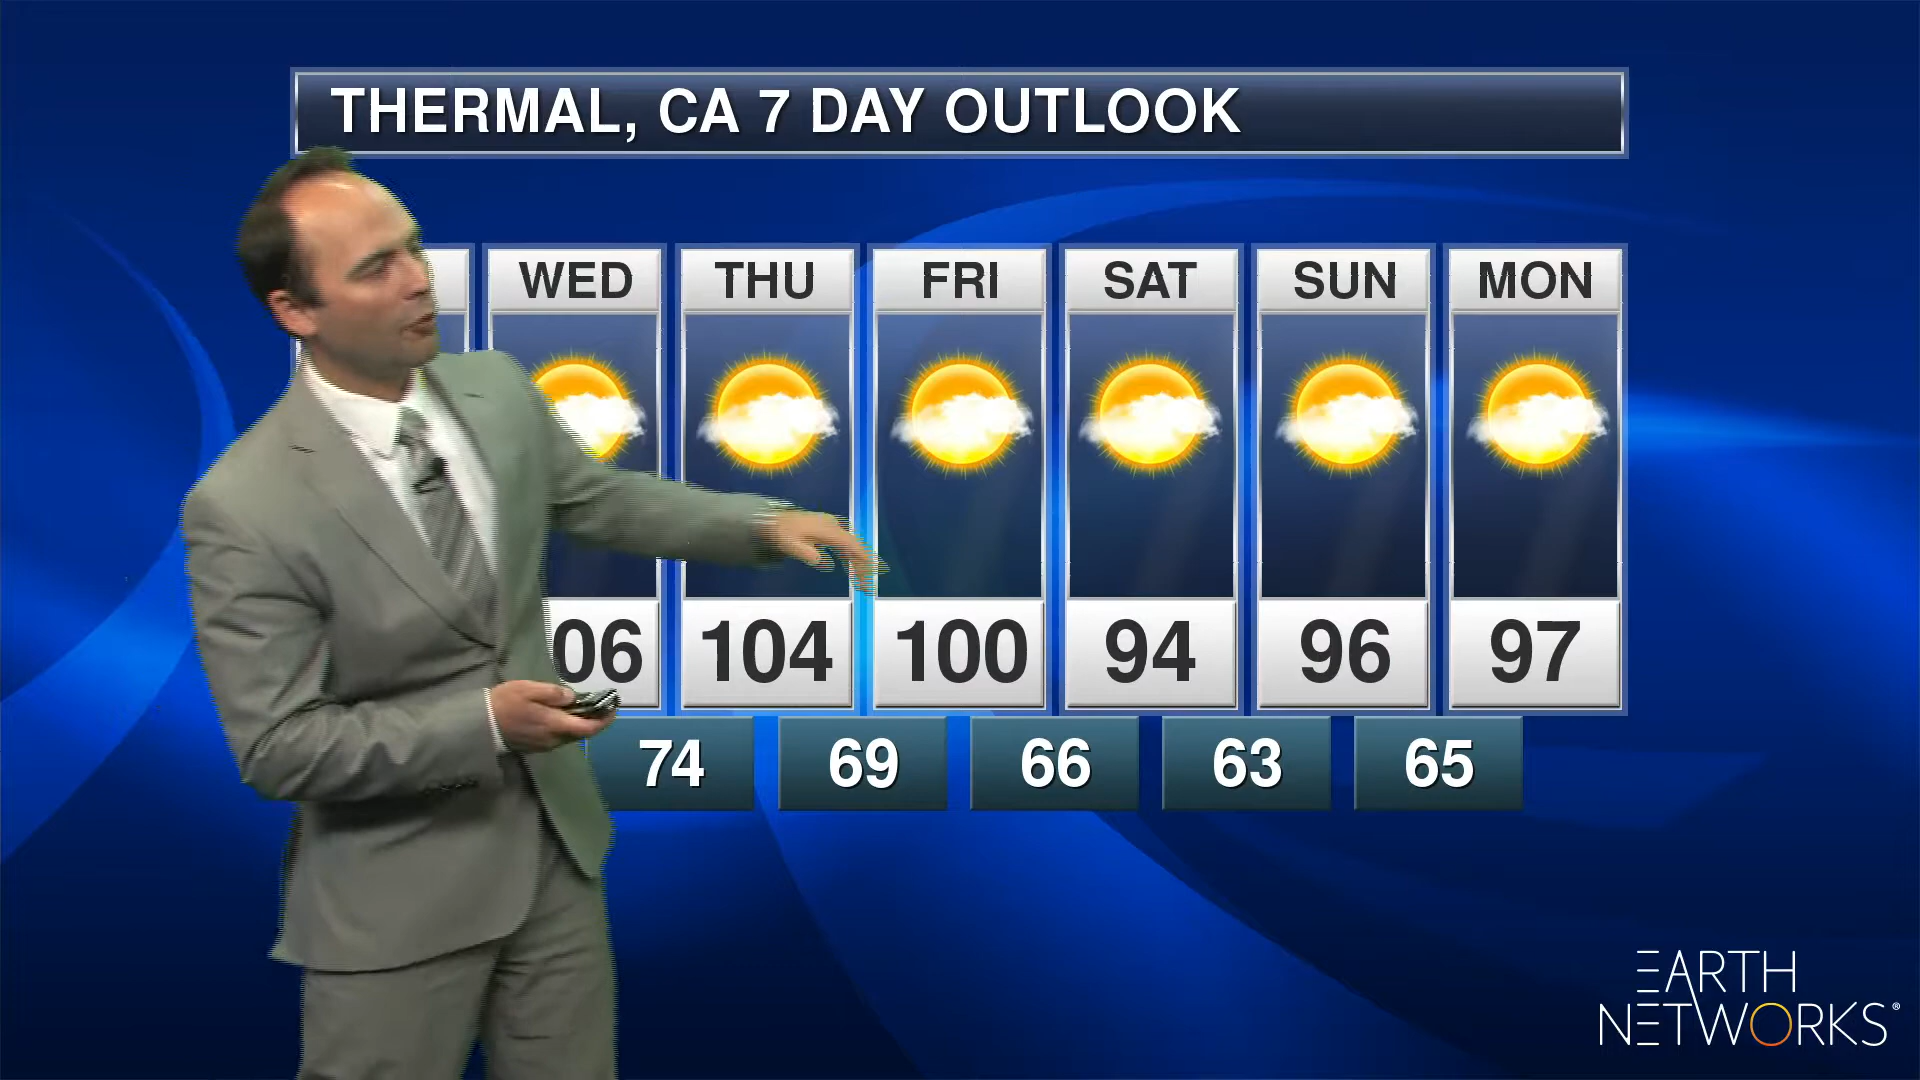 THERMAL, CA 7 DAY OUTLOOK
WED THU FRI SAT SUN MON
06 104 100 94 96 97
74 69 66 63 65
EARTH
NETWORKS®